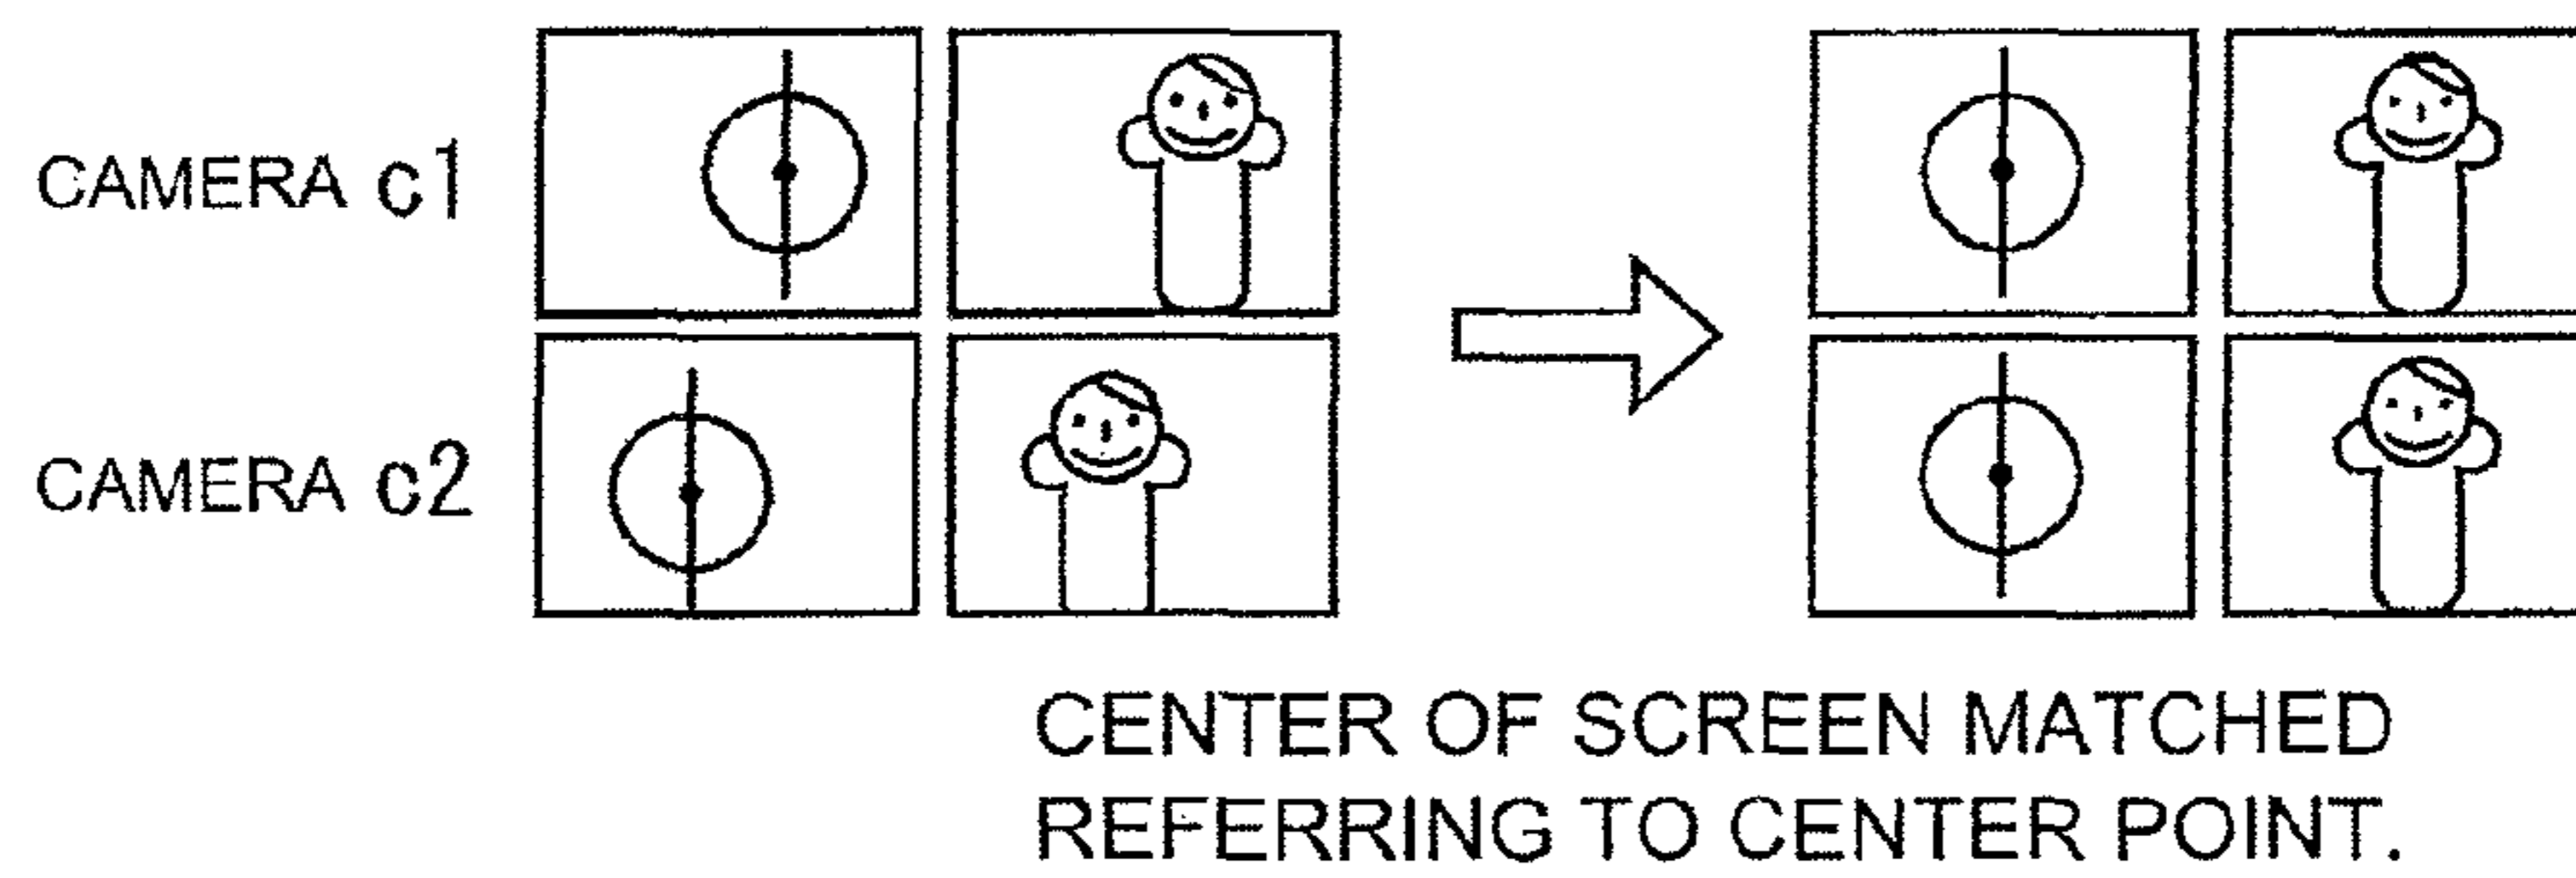 CAMERA c1
CAMERA c2
CENTER OF SCREEN MATCHED
REFERRING TO CENTER POINT.